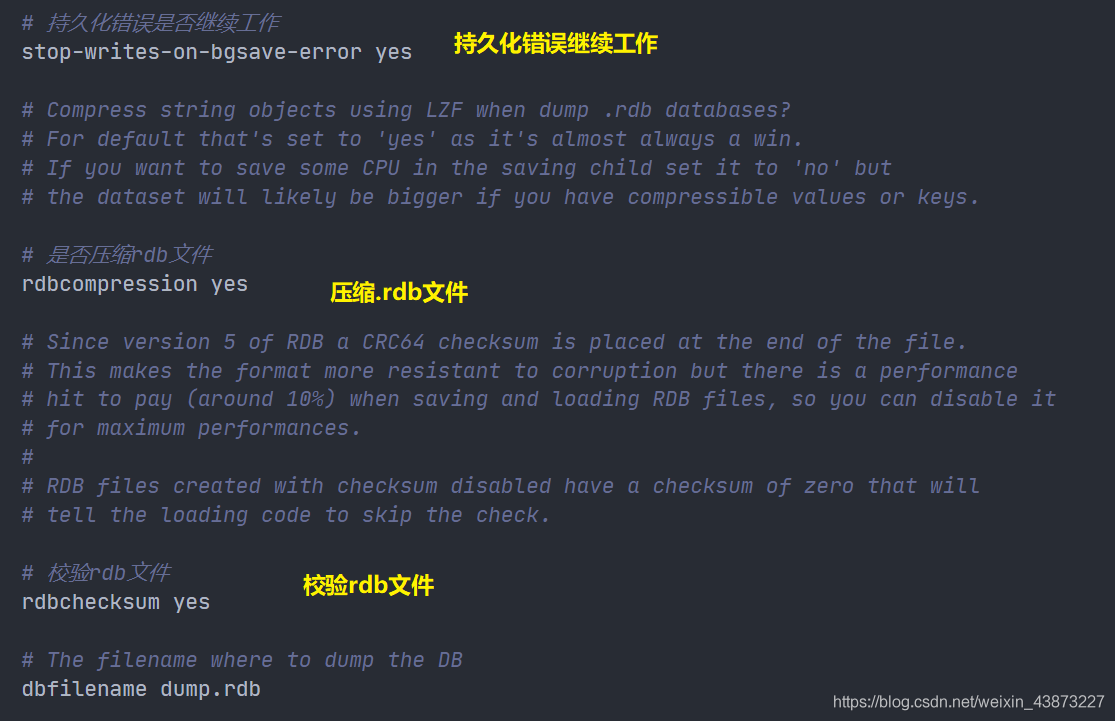 # 持久化错误是否继续工作
stop-writes-on-bgsave-error yes
持久化错误继续工作
# Compress string objects using LZF when dump .rdb databases?
# For default that's set to 'yes' as it's almost always a win.
# If you want to save some CPU in the saving child set it to 'no' but
# the dataset will likely be bigger if you have compressible values or keys.
# 是否压缩rdb文件
rdbcompression yes
压缩.rdb文件
# Since version 5 of RDB a CRC64 checksum is placed at the end of the file.
# This makes the format more resistant to corruption but there is a performance
# hit to pay (around 10%) when saving and loading RDB files, so you can disable it
# for maximum performances.
#
# RDB files created with checksum disabled have a checksum of zero that will
# tell the loading code to skip the check.
# 校验rdb文件
校验rdb文件
rdbchecksum yes
# The filename where to dump the DB
dbfilename dump.rdb
https://blog.csdn.net/weixin_43873227